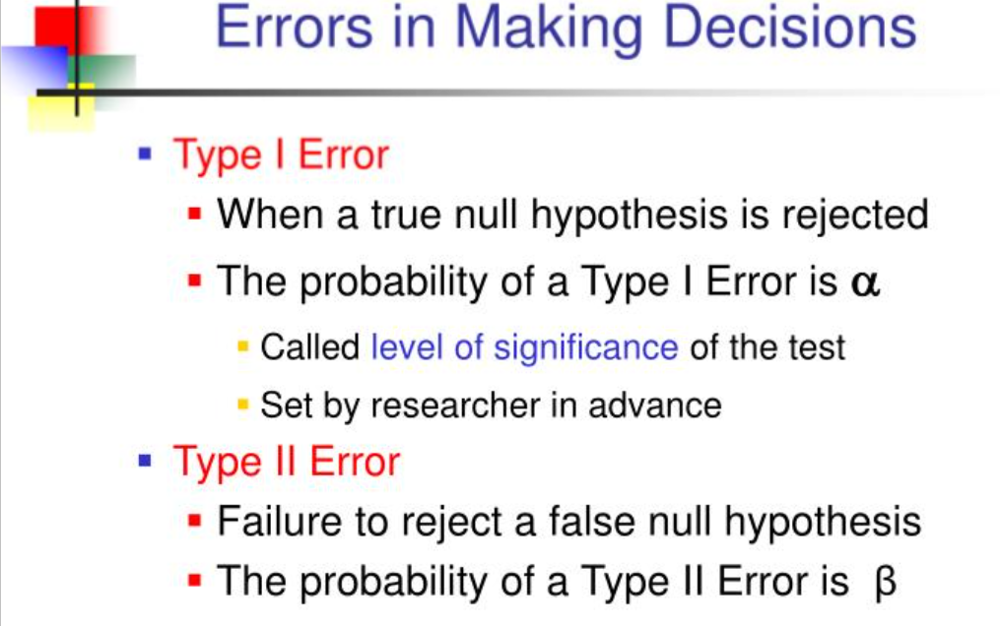 Errors in Making Decisions
Type I Error
When a true null hypothesis is rejected
The probability of a Type I Error is α
Called level of significance of the test
Set by researcher in advance
Type II Error
Failure to reject a false null hypothesis
The probability of a Type II Error is β